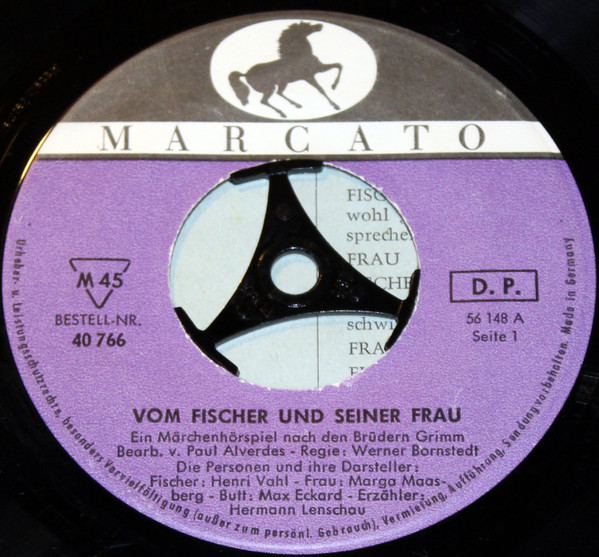 MARCATO
M 45
BESTELL-NR.
40 766
D. P.
56 148 A
Seite 1
FISC
wohl
spreche
FRAU
schwi
FRA
VOM FISCHER UND SEINER FRAU
Ein Märchenhörspiel nach den Brüdern Grimm
Bearb. v. Paul Alverdes - Regie: Werner Bornstedt
Die Personen und ihre Darsteller:
Fischer: Henri Vahl - Frau: Marga Maas-
berg - Butt: Max Eckard - Erzähler:
Hermann Lenschau
Urheber- u. Leistungsschutzrechte, besonders Vervielfältigung (außer zum persönl. Gebrauch), Vermietung, Aufführung, Sendung vorbehalten. Made in Germany